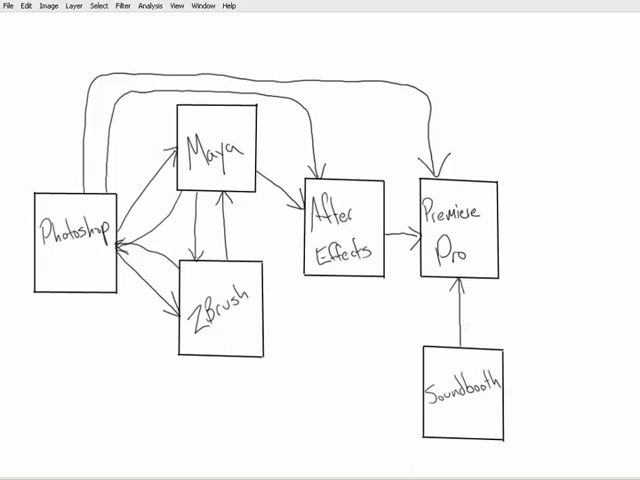 File Edit Image Layer Select Filter Analysis View Window Help
Maya
Photoshop
After
Effects
Premiere
Pro
ZBrush
Soundbooth